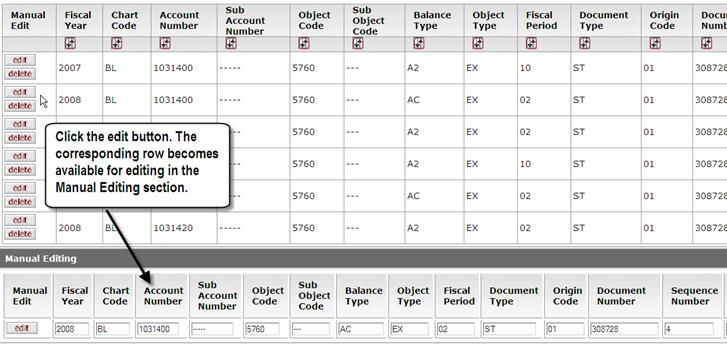 Manual Edit Fiscal Year Chart Code Account Number Sub Account Number Object Code Sub Object Code Balance Type Object Type Fiscal Period Document Type Origin Code
edit delete 2007 BL 1031400 ----- 5760 --- A2 EX 10 ST 01 308728
edit delete 2008 BL 1031400 ----- 5760 --- AC EX 02 ST 01 308728
edit delete 5760 --- A2 EX 02 ST 01 308728
edit delete 5760 --- A2 EX 10 ST 01 308728
edit delete 5760 --- AC EX 02 ST 01 308728
edit delete 2008 BL 1031420 ----- 5760 --- A2 EX 02 ST 01 308728
Click the edit button. The
corresponding row becomes
available for editing in the
Manual Editing section.
Manual Editing
Manual Edit Fiscal Year Chart Code Account Number Sub Account Number Object Code Sub Object Code Balance Type Object Type Fiscal Period Document Type Origin Code Document Number Sequence Number
edit 2008 BL 1031400 ----- 5760 --- AC EX 02 ST 01 308728 4